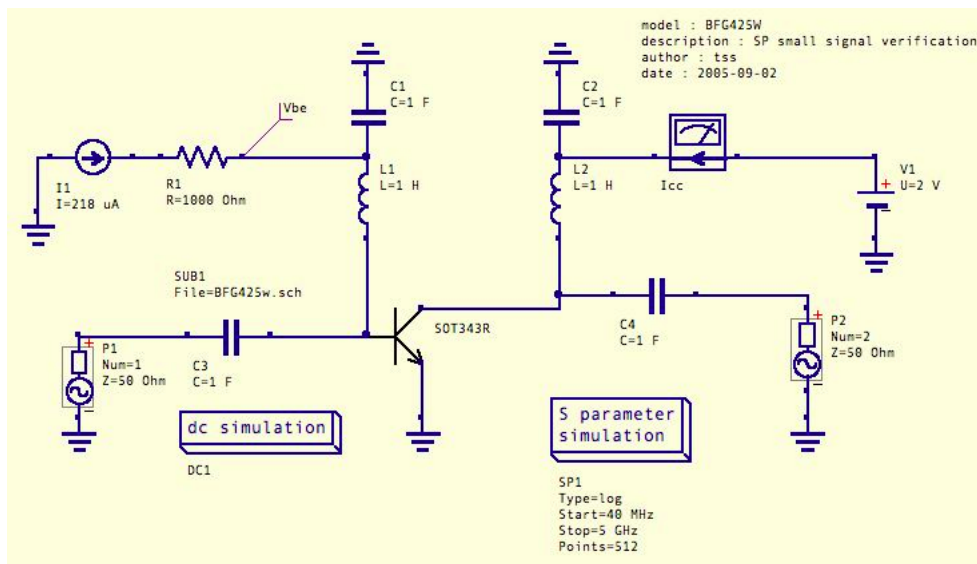 model : BFG425W
description : SP small signal verification
author : tss
date : 2005-09-02
C1
C=1 F
C2
C=1 F
Vbe
I1
I=218 uA
R1
R=1000 Ohm
L1
L=1 H
L2
L=1 H
Icc
V1
U=2 V
+
-
SUB1
File=BFG425w.sch
SOT343R
C3
C=1 F
C4
C=1 F
+
P1
Num=1
Z=50 Ohm
-
+
P2
Num=2
Z=50 Ohm
-
dc simulation
DC1
S parameter
simulation
SP1
Type=log
Start=40 MHz
Stop=5 GHz
Points=512